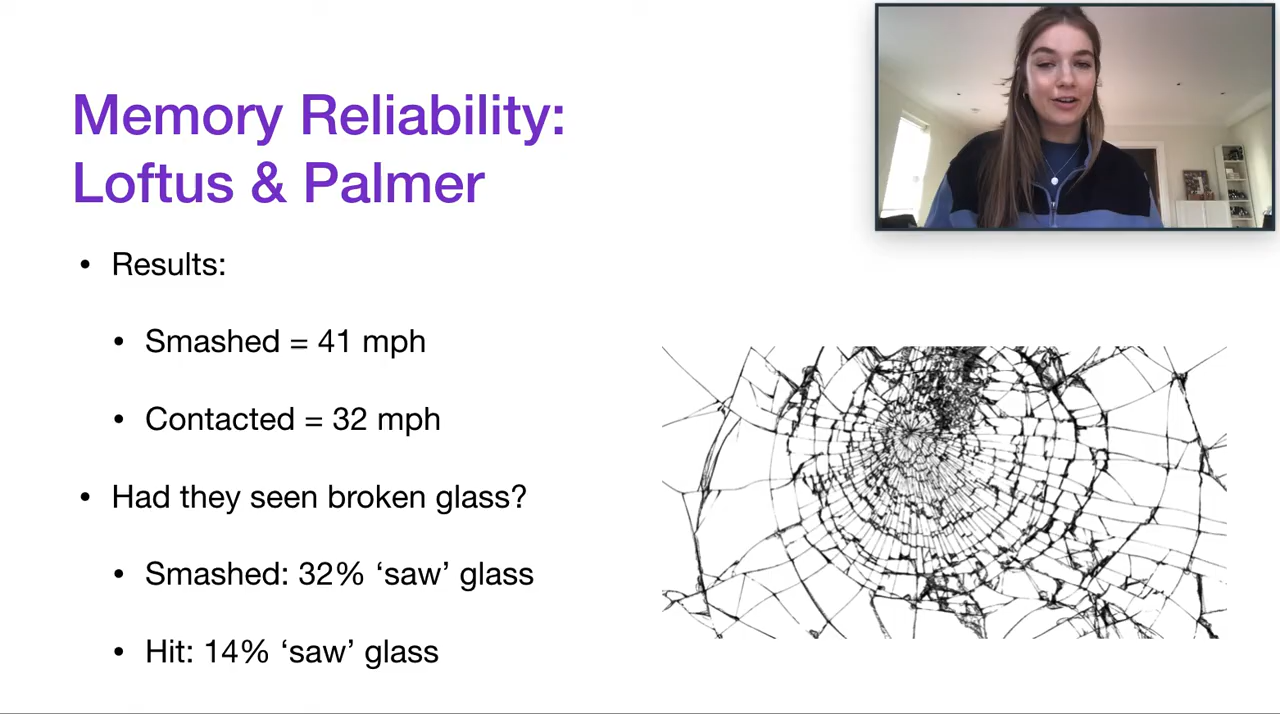 Memory Reliability:
Loftus & Palmer
• Results:
• Smashed = 41 mph
• Contacted = 32 mph
• Had they seen broken glass?
• Smashed: 32% ‘saw’ glass
• Hit: 14% ‘saw’ glass